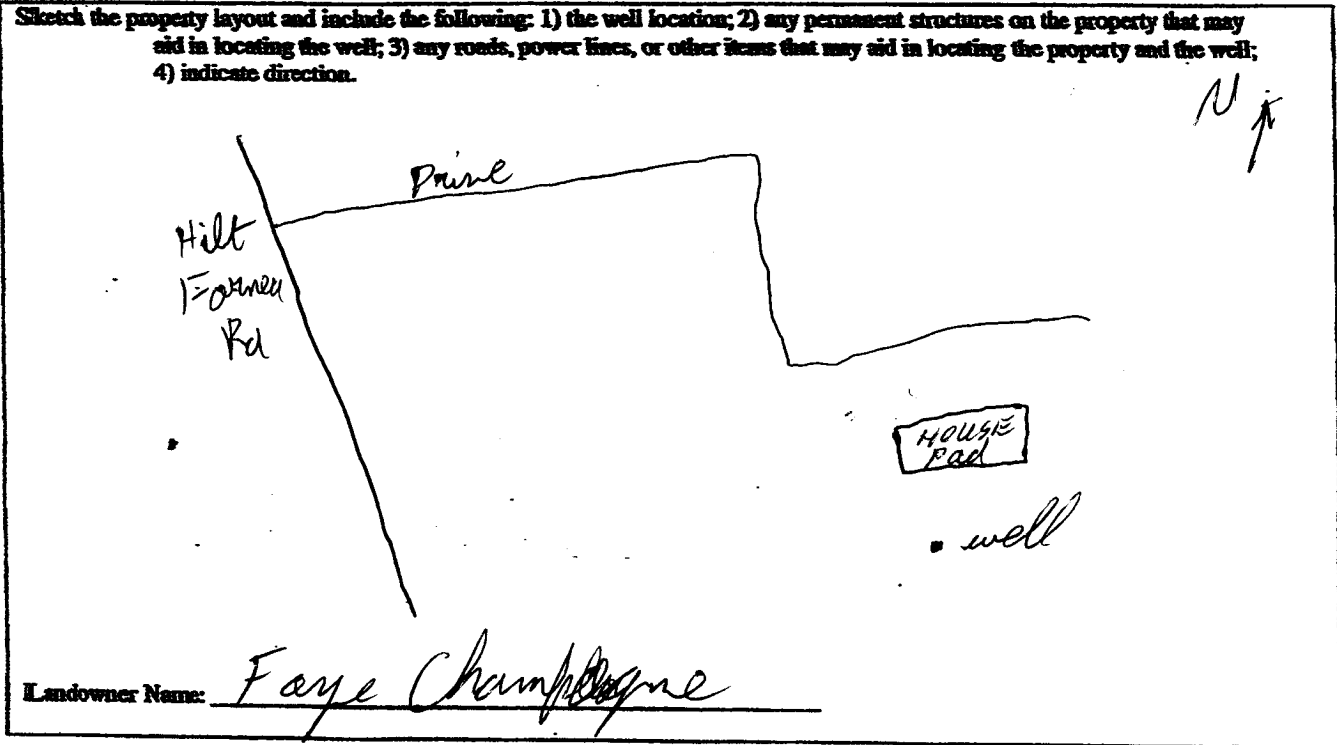 Sketch the property layout and include the following: 1) the well location; 2) any permanent structures on the property that may
aid in locating the well; 3) any roads, power lines, or other items that may aid in locating the property and the well;
4) indicate direction.
N
Drive
Hilt
Rd
HOUSE
Pad
well
Landowner Name: Faye